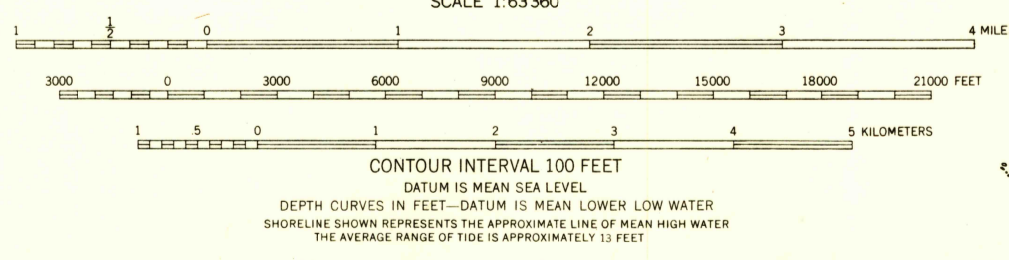 SCALE 1:63360
1 ½ 0 1 2 3 4 MILE
3000 0 3000 6000 9000 12000 15000 18000 21000 FEET
1 .5 0 1 2 3 4 5 KILOMETERS
CONTOUR INTERVAL 100 FEET
DATUM IS MEAN SEA LEVEL
DEPTH CURVES IN FEET—DATUM IS MEAN LOWER LOW WATER
SHORELINE SHOWN REPRESENTS THE APPROXIMATE LINE OF MEAN HIGH WATER
THE AVERAGE RANGE OF TIDE IS APPROXIMATELY 13 FEET